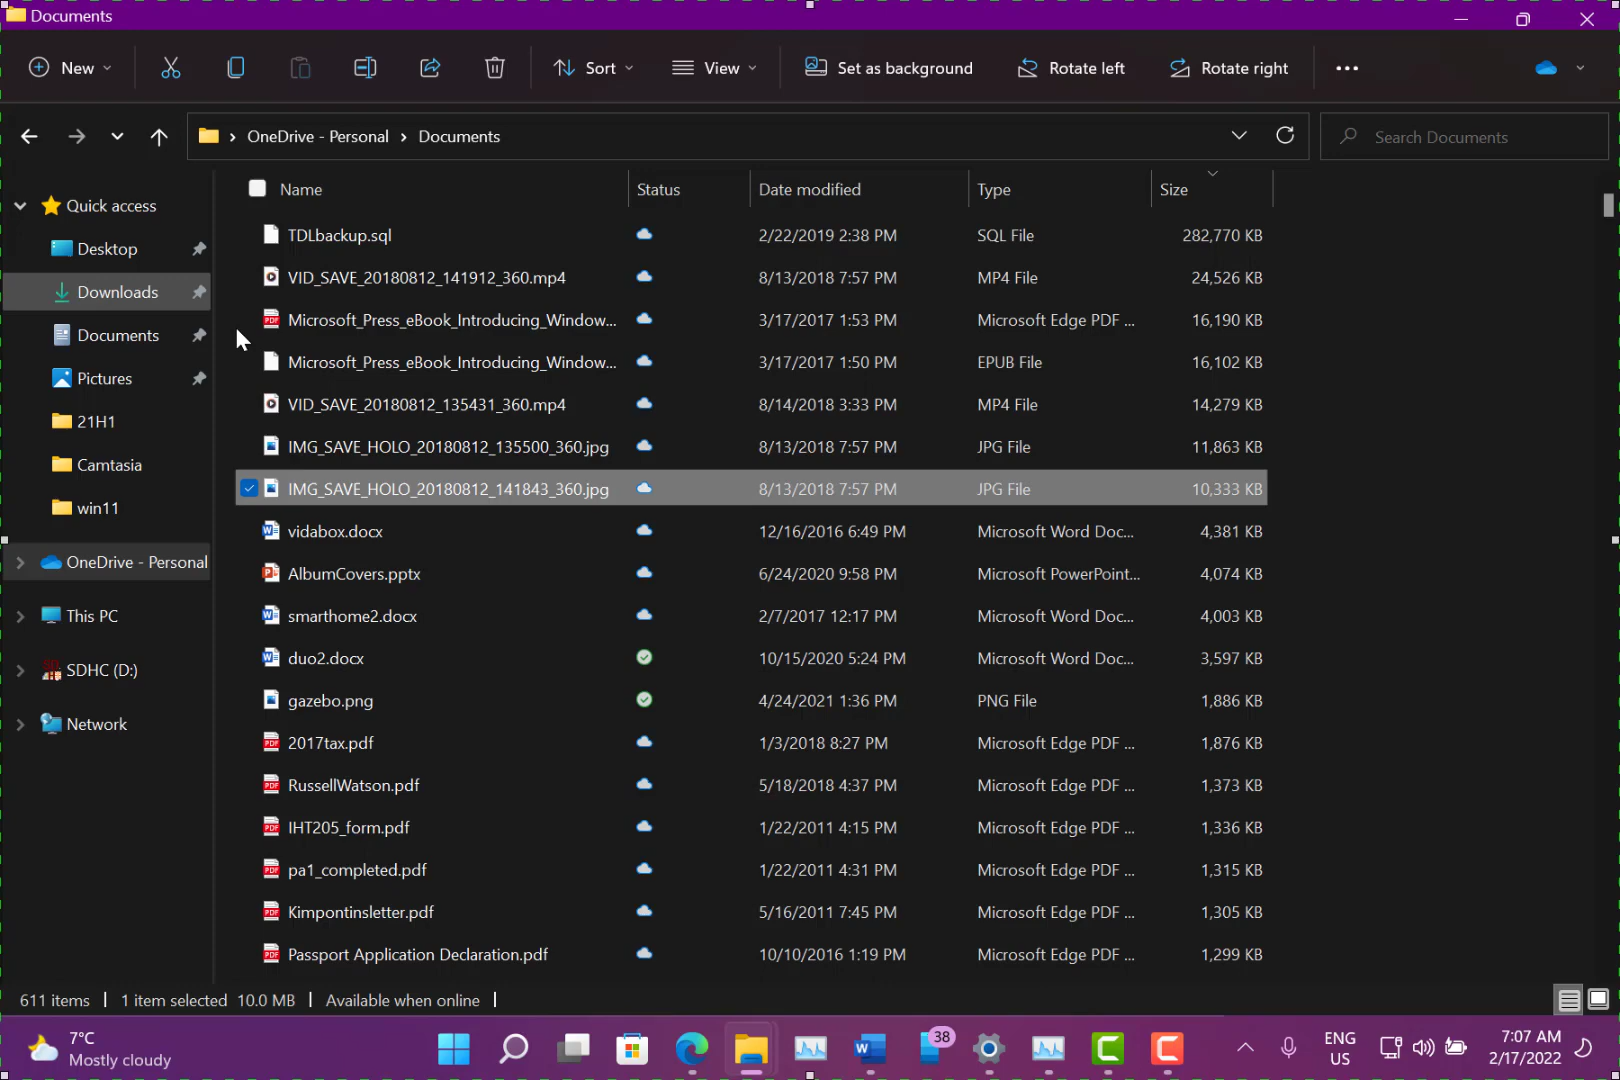 Documents
New
Sort
View
Set as background
Rotate left
Rotate right
OneDrive - Personal
Documents
Search Documents
Quick access
Desktop
Downloads
Documents
Pictures
21H1
Camtasia
win11
OneDrive - Personal
This PC
SDHC (D:)
Network
Name Status Date modified Type Size
TDLbackup.sql 2/22/2019 2:38 PM SQL File 282,770 KB
VID_SAVE_20180812_141912_360.mp4 8/13/2018 7:57 PM MP4 File 24,526 KB
Microsoft_Press_eBook_Introducing_Window... 3/17/2017 1:53 PM Microsoft Edge PDF ... 16,190 KB
Microsoft_Press_eBook_Introducing_Window... 3/17/2017 1:50 PM EPUB File 16,102 KB
VID_SAVE_20180812_135431_360.mp4 8/14/2018 3:33 PM MP4 File 14,279 KB
IMG_SAVE_HOLO_20180812_135500_360.jpg 8/13/2018 7:57 PM JPG File 11,863 KB
IMG_SAVE_HOLO_20180812_141843_360.jpg 8/13/2018 7:57 PM JPG File 10,333 KB
vidabox.docx 12/16/2016 6:49 PM Microsoft Word Doc... 4,381 KB
AlbumCovers.pptx 6/24/2020 9:58 PM Microsoft PowerPoint... 4,074 KB
smarthome2.docx 2/7/2017 12:17 PM Microsoft Word Doc... 4,003 KB
duo2.docx 10/15/2020 5:24 PM Microsoft Word Doc... 3,597 KB
gazebo.png 4/24/2021 1:36 PM PNG File 1,886 KB
2017tax.pdf 1/3/2018 8:27 PM Microsoft Edge PDF ... 1,876 KB
RussellWatson.pdf 5/18/2018 4:37 PM Microsoft Edge PDF ... 1,373 KB
IHT205_form.pdf 1/22/2011 4:15 PM Microsoft Edge PDF ... 1,336 KB
pa1_completed.pdf 1/22/2011 4:31 PM Microsoft Edge PDF ... 1,315 KB
Kimpontinsletter.pdf 5/16/2011 7:45 PM Microsoft Edge PDF ... 1,305 KB
Passport Application Declaration.pdf 10/10/2016 1:19 PM Microsoft Edge PDF ... 1,299 KB
611 items 1 item selected 10.0 MB Available when online
7°C
Mostly cloudy
38
ENG
US
7:07 AM
2/17/2022